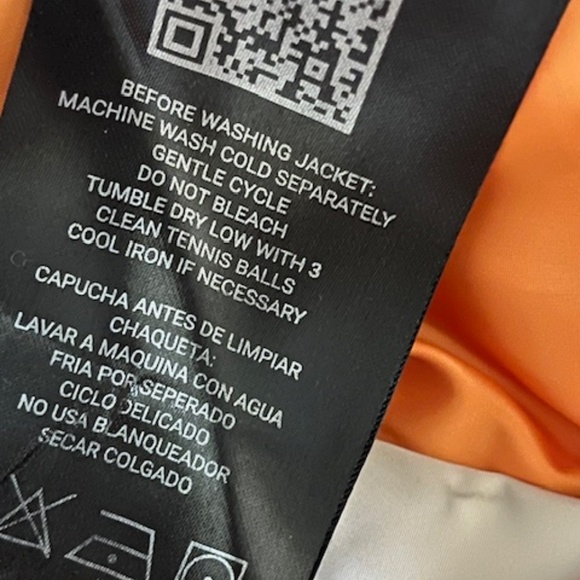 BEFORE WASHING JACKET:
MACHINE WASH COLD SEPARATELY
GENTLE CYCLE
DO NOT BLEACH
TUMBLE DRY LOW WITH 3
CLEAN TENNIS BALLS
COOL IRON IF NECESSARY
CAPUCHA ANTES DE LIMPIAR
CHAQUETA:
LAVAR A MAQUINA CON AGUA
FRIA POR SEPERADO
CICLO DELICADO
NO USA BLANQUEADOR
SECAR COLGADO